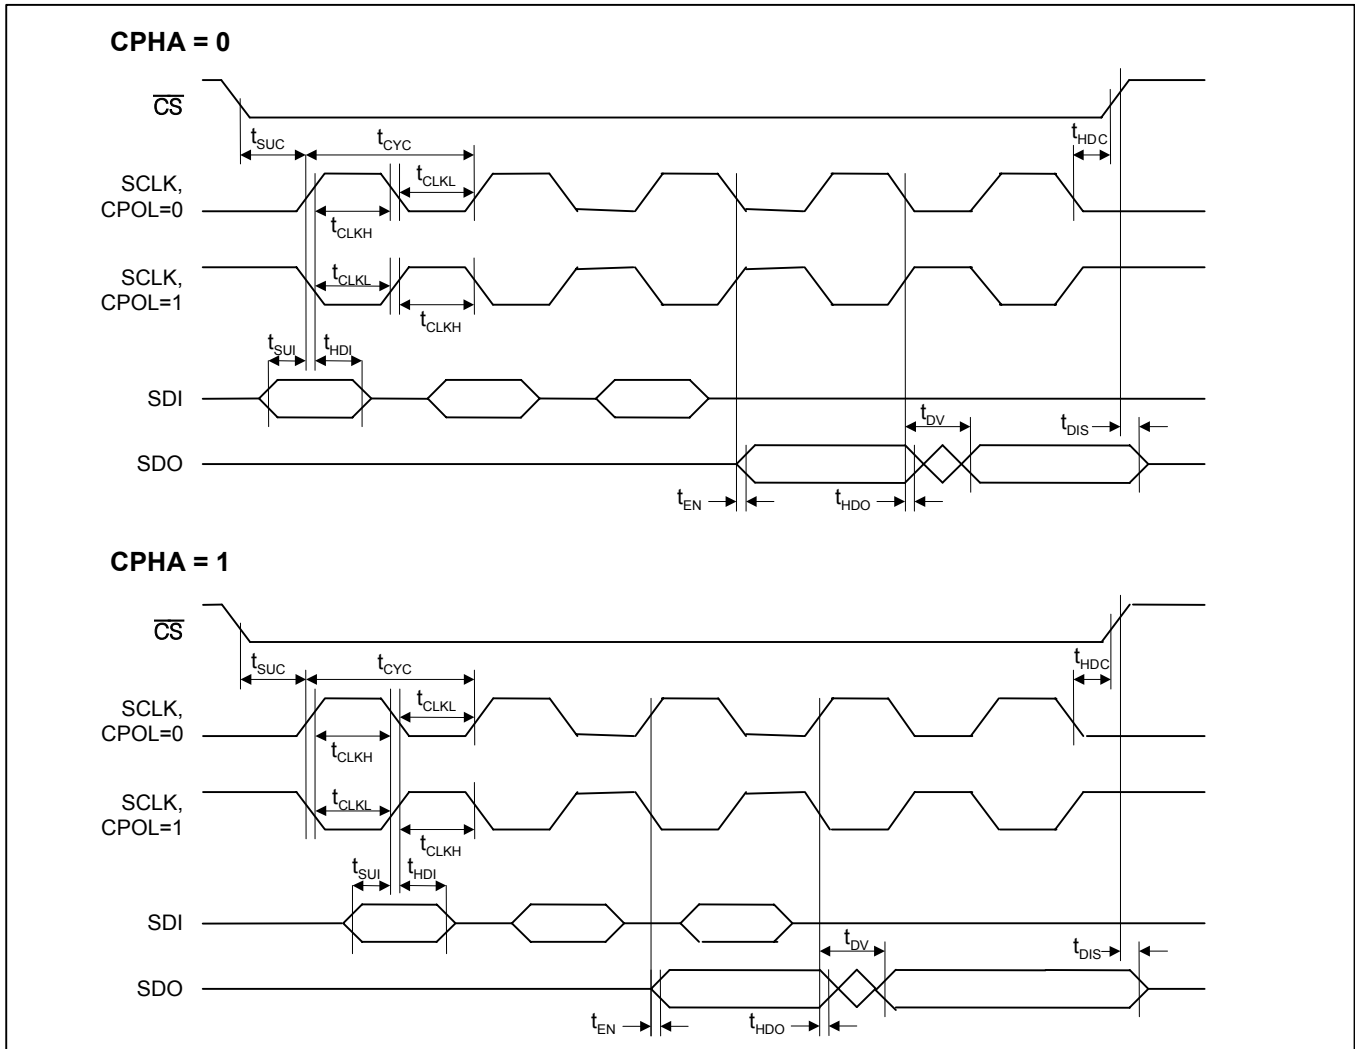 CPHA = 0
CS
tSUC
tCYC
tHDC
SCLK,
CPOL=0
tCLKL
tCLKH
SCLK,
CPOL=1
tCLKL
tCLKH
tSUI
tHDI
SDI
tDV
tDIS
SDO
tEN
tHDO
CPHA = 1
CS
tSUC
tCYC
tHDC
SCLK,
CPOL=0
tCLKL
tCLKH
SCLK,
CPOL=1
tCLKL
tCLKH
tSUI
tHDI
SDI
tDV
tDIS
SDO
tEN
tHDO